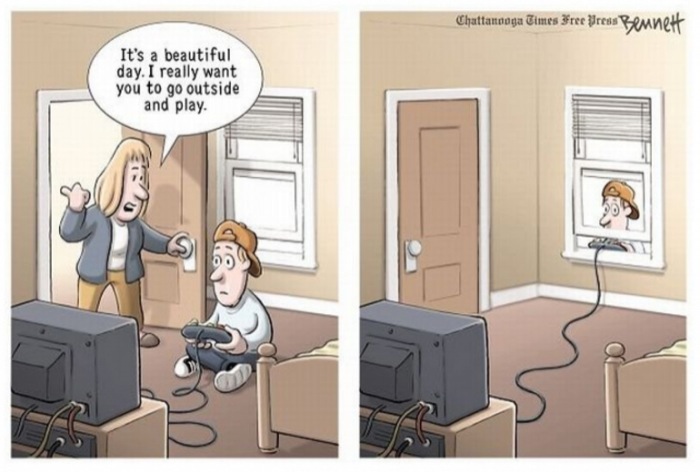 It's a beautiful
day. I really want
you to go outside
and play.
Chattanooga Times Free Press Bennett